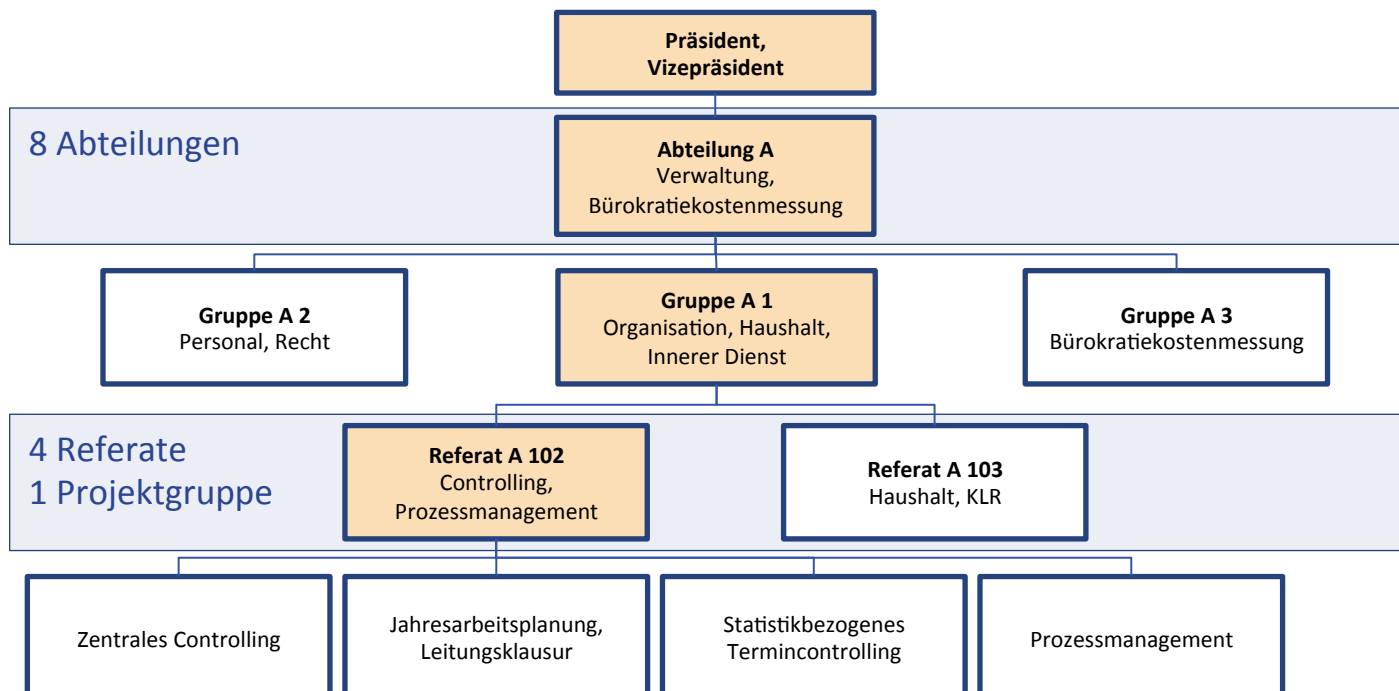 Präsident,
Vizepräsident
8 Abteilungen
Abteilung A
Verwaltung,
Bürokratiekostenmessung
Gruppe A 2
Personal, Recht
Gruppe A 1
Organisation, Haushalt,
Innerer Dienst
Gruppe A 3
Bürokratiekostenmessung
4 Referate
1 Projektgruppe
Referat A 102
Controlling,
Prozessmanagement
Referat A 103
Haushalt, KLR
Zentrales Controlling
Jahresarbeitsplanung,
Leitungsklausur
Statistikbezogenes
Termincontrolling
Prozessmanagement